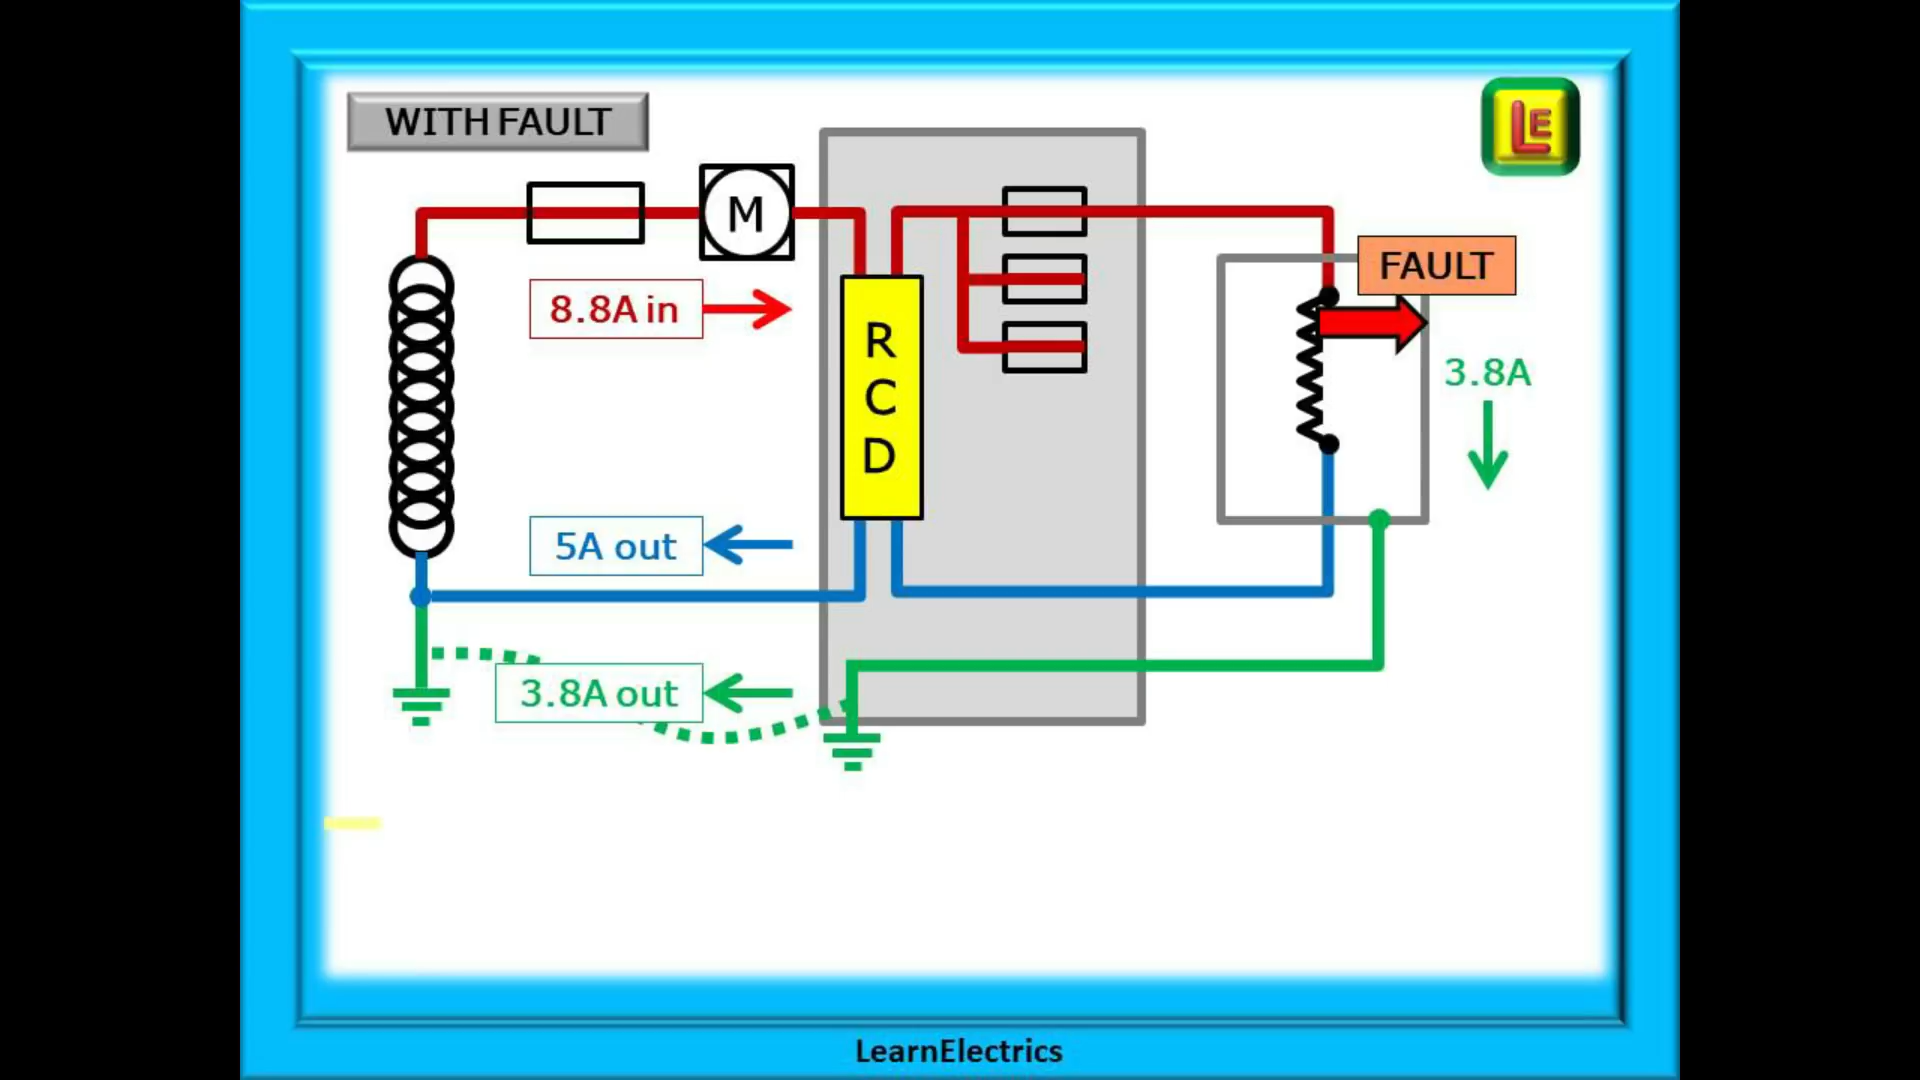 WITH FAULT
LE
M
FAULT
8.8A in
R
C
D
3.8A
5A out
3.8A out
LearnElectrics